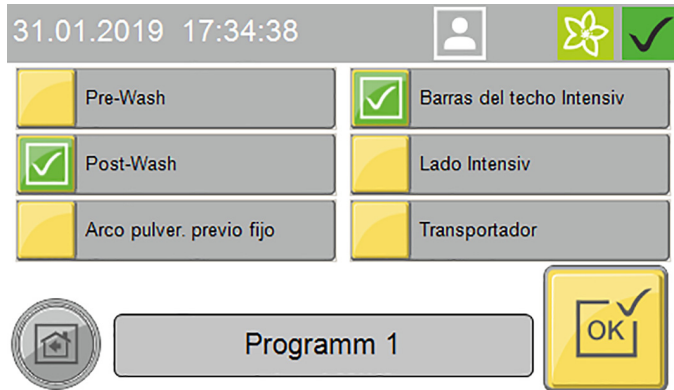 31.01.2019 17:34:38
Pre-Wash
Barras del techo Intensiv
Post-Wash
Lado Intensiv
Arco pulver. previo fijo
Transportador
Programm 1
OK